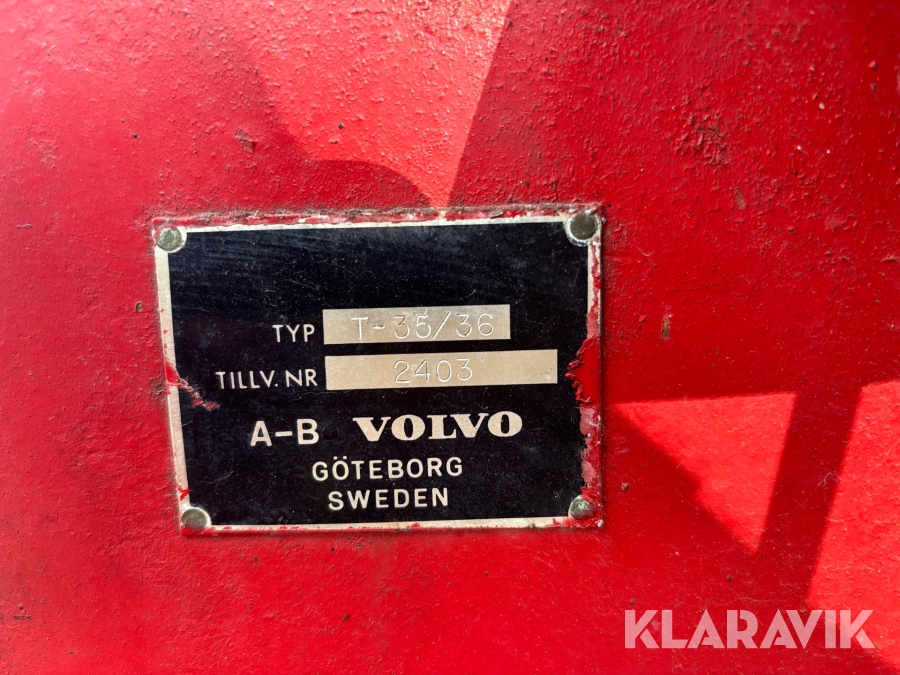 TYP T-35/36
TILLV. NR 2403
A-B VOLVO
GÖTEBORG
SWEDEN
KLARAVIK